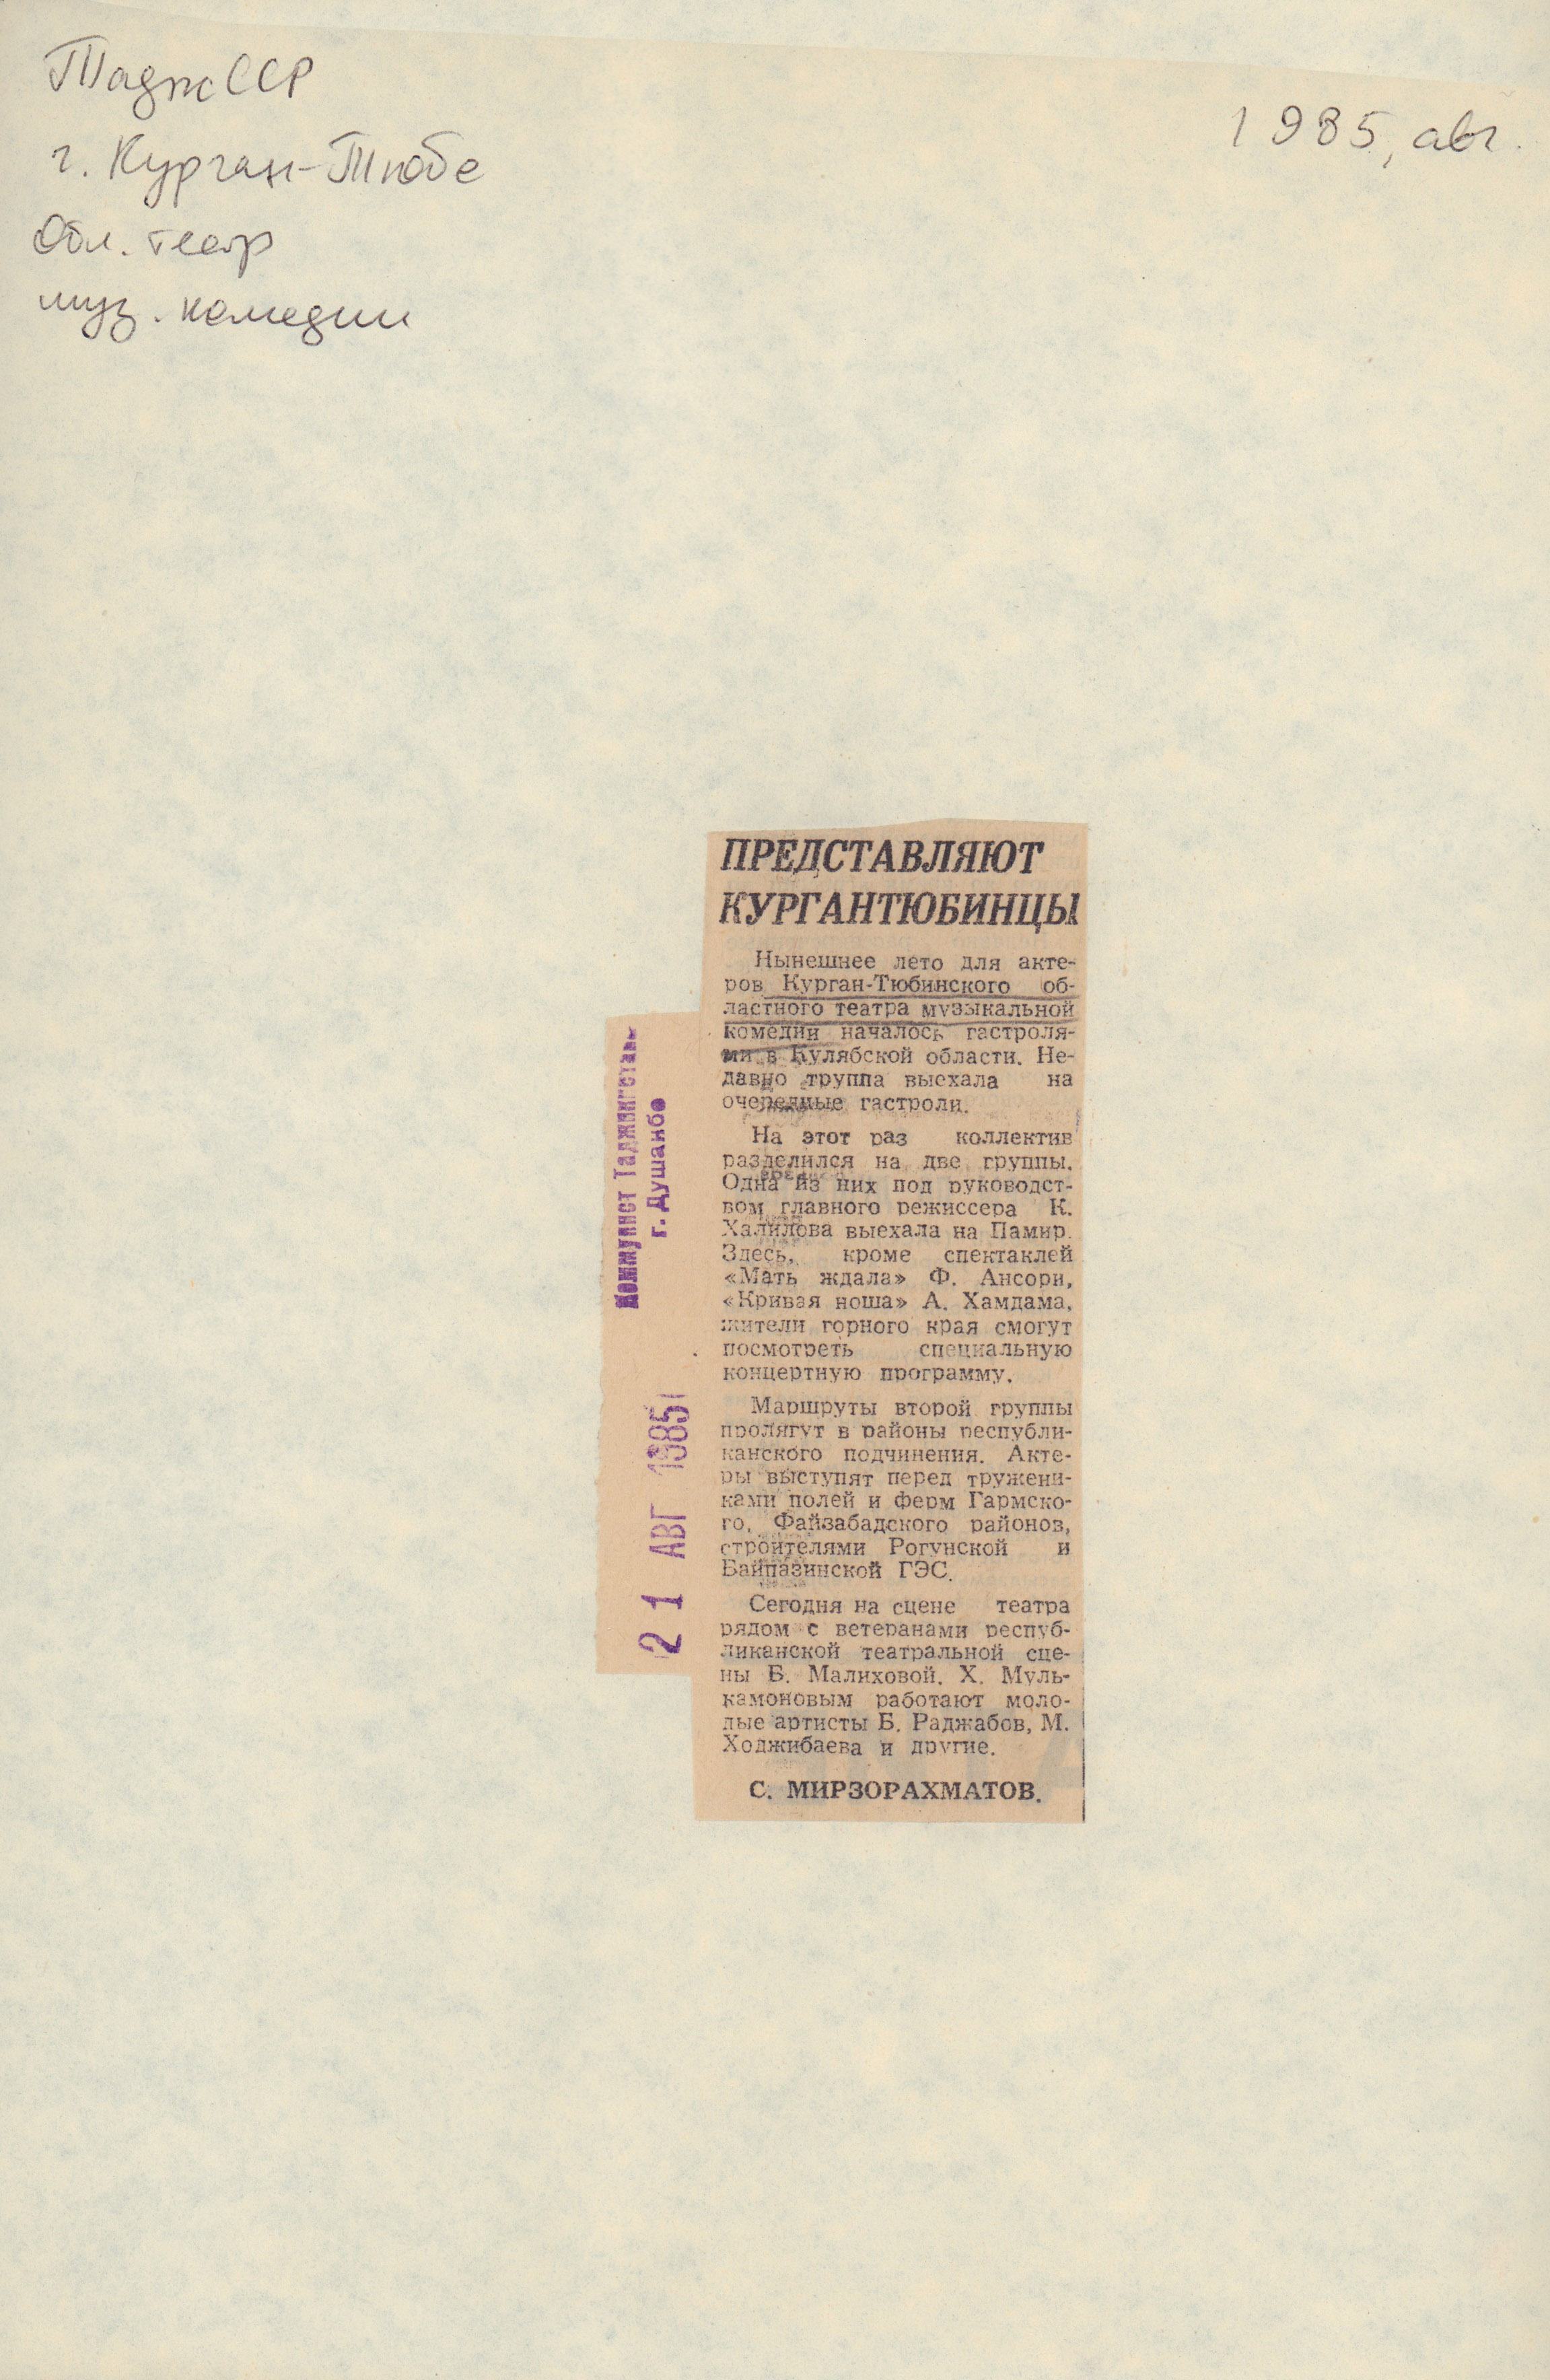 ТаджССР
г. Курган-Тюбе
Обл. театр
муз. комедии
1985, авг.
ПРЕДСТАВЛЯЮТ
КУРГАНТЮБИНЦЫ
Нынешнее лето для акте-
ров Курган-Тюбинского об-
ластного театра музыкальной
комедии началось гастроля-
ми в Кулябской области. Не-
давно труппа выехала на
очередные гастроли.
На этот раз коллектив
разделился на две группы.
Одна из них под руководст-
вом главного режиссера К.
Халилова выехала на Памир.
Здесь, кроме спектаклей
«Мать ждала» Ф. Ансори,
«Кривая ноша» А. Хамдама,
жители горного края смогут
посмотреть специальную
концертную программу.
Маршруты второй группы
пролягут в районы республи-
канского подчинения. Акте-
ры выступят перед тружени-
ками полей и ферм Гармско-
го, Файзабадского районов,
строителями Рогунской и
Байпазинской ГЭС.
Сегодня на сцене театра
рядом с ветеранами респуб-
ликанской театральной сце-
ны Б. Малиховой, Х. Муль-
камоновым работают моло-
дые артисты Б. Раджабов, М.
Ходжибаева и другие.
С. МИРЗОРАХМАТОВ.
Коммунист Таджикистана
г. Душанбе
21 АВГ 1985